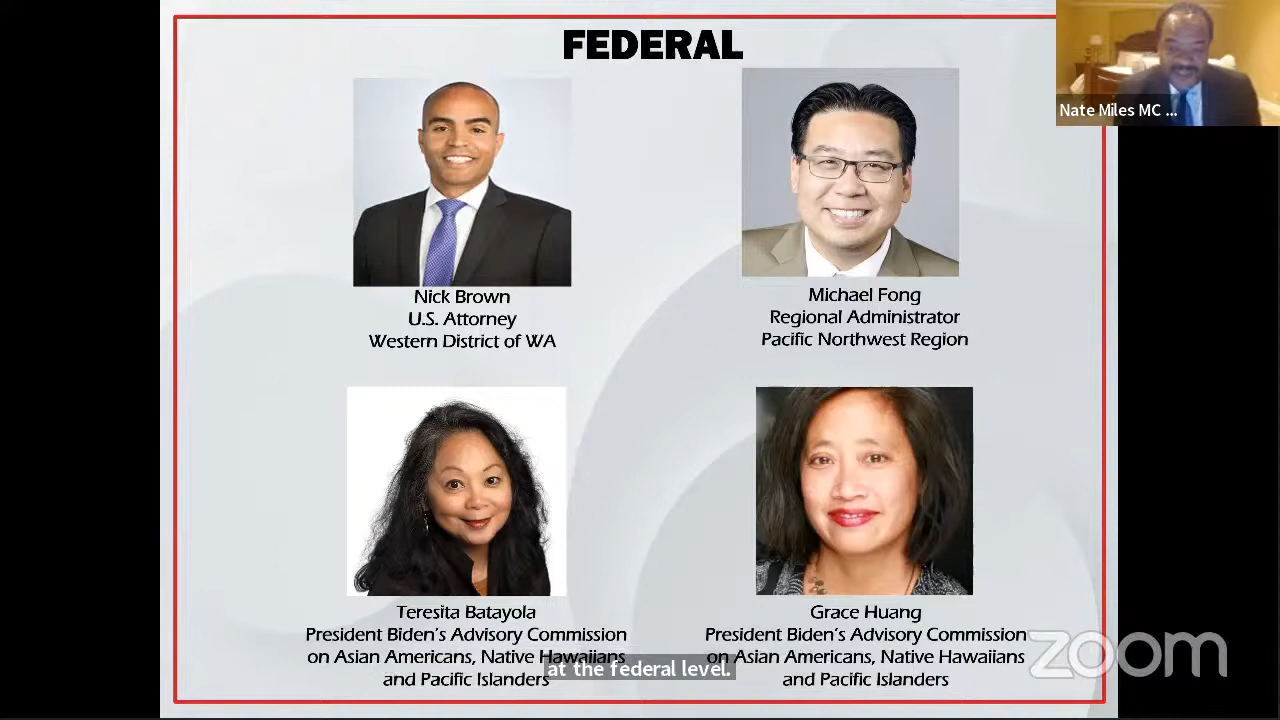 FEDERAL
Nate Miles MC ...
Nick Brown
U.S. Attorney
Western District of WA
Michael Fong
Regional Administrator
Pacific Northwest Region
Teresita Batayola
President Biden's Advisory Commission
on Asian Americans, Native Hawaiians
and Pacific Islanders
Grace Huang
President Biden's Advisory Commission
on Asian Americans, Native Hawaiians
and Pacific Islanders
at the federal level.
zoom